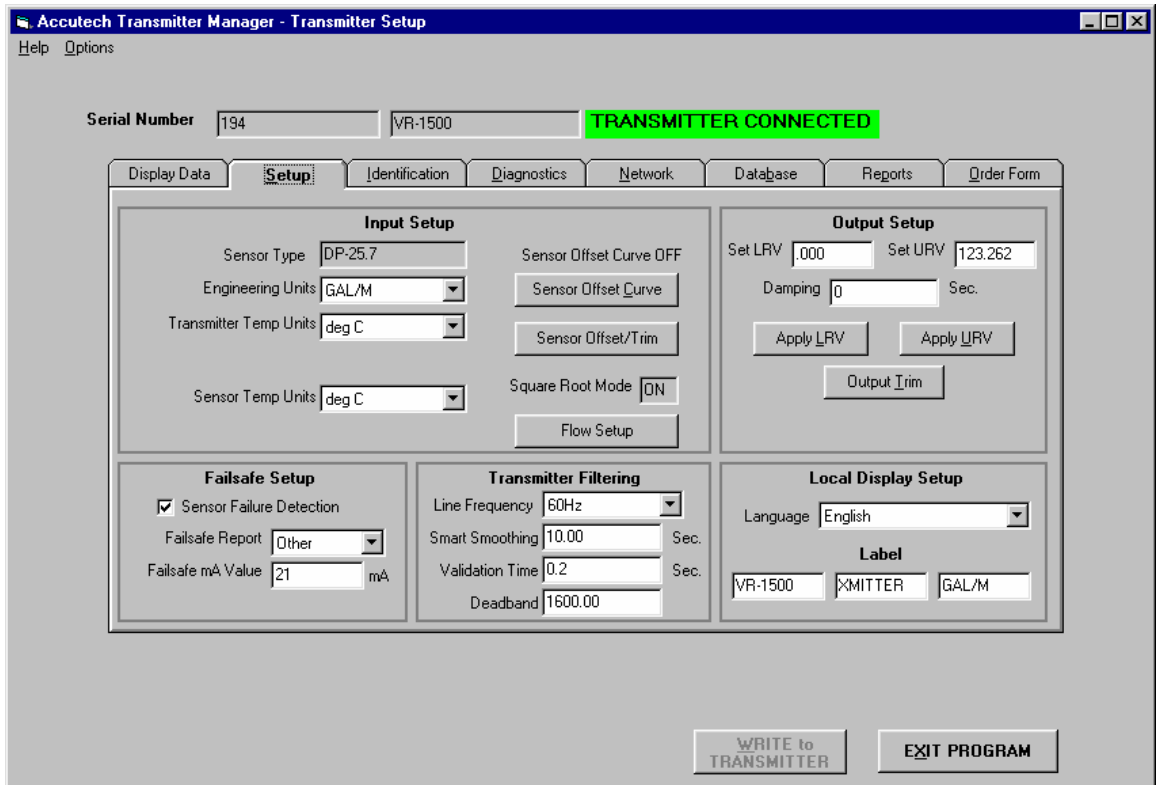 Accutech Transmitter Manager - Transmitter Setup
Help Options
Serial Number 194 VR-1500 TRANSMITTER CONNECTED
Display Data Setup Identification Diagnostics Network Database Reports Order Form
Input Setup
Sensor Type DP-25.7 Sensor Offset Curve OFF
Engineering Units GAL/M Sensor Offset Curve
Transmitter Temp Units deg C Sensor Offset/Trim
Sensor Temp Units deg C Square Root Mode ON
Flow Setup
Output Setup
Set LRV .000 Set URV 123.262
Damping 0 Sec.
Apply LRV Apply URV
Output Trim
Failsafe Setup
Sensor Failure Detection
Failsafe Report Other
Failsafe mA Value 21 mA
Transmitter Filtering
Line Frequency 60Hz
Smart Smoothing 10.00 Sec.
Validation Time 0.2 Sec.
Deadband 1600.00
Local Display Setup
Language English
Label
VR-1500 XMITTER GAL/M
WRITE to
TRANSMITTER
EXIT PROGRAM